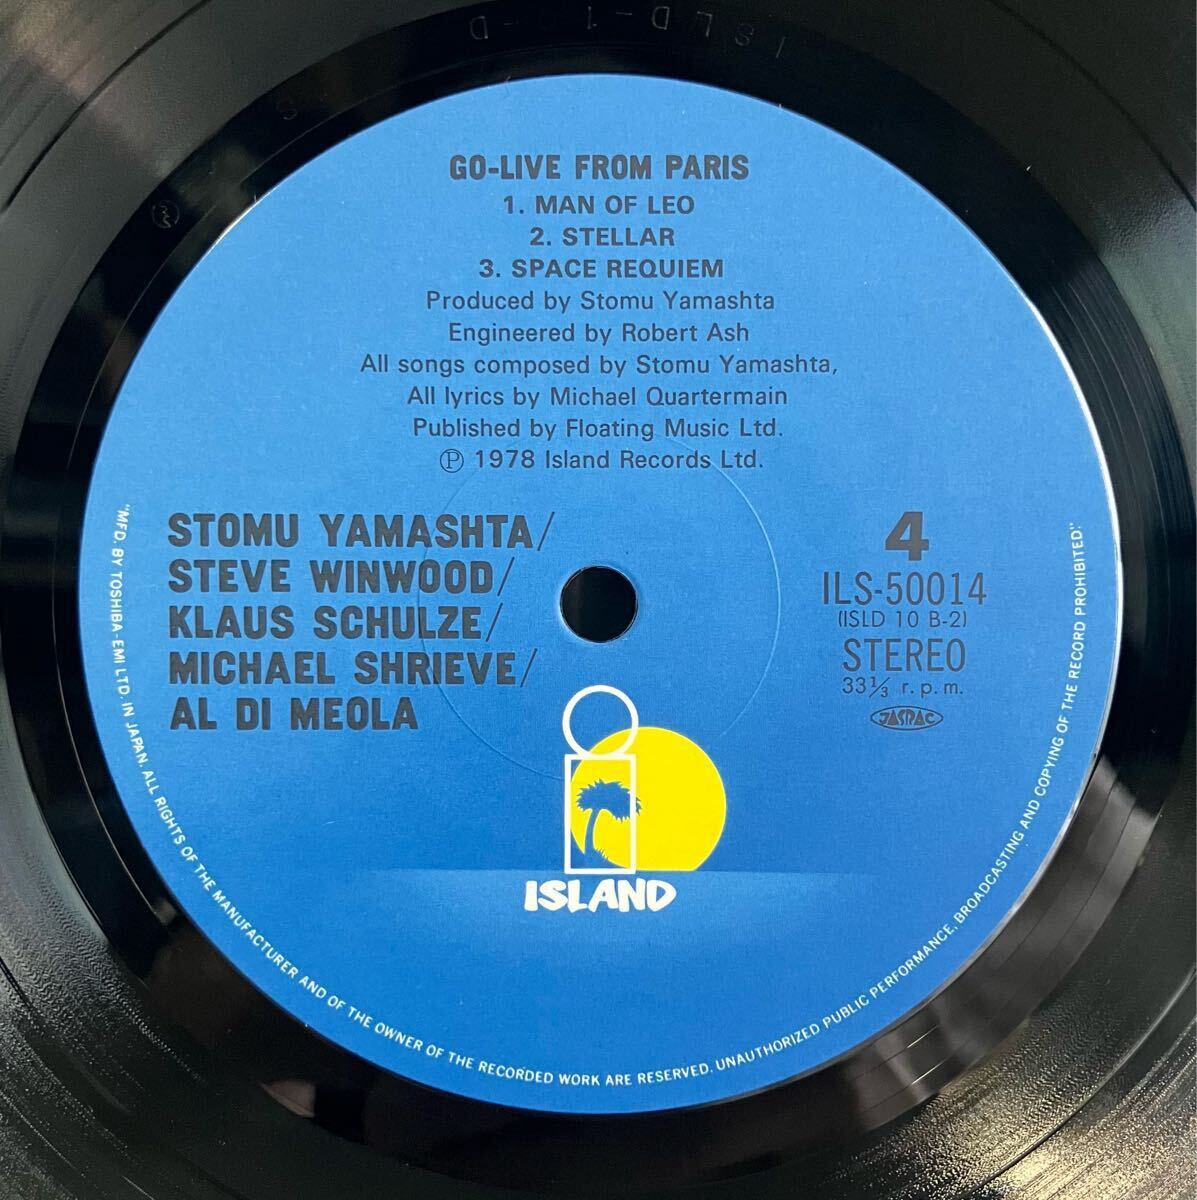 GO-LIVE FROM PARIS
1. MAN OF LEO
2. STELLAR
3. SPACE REQUIEM
Produced by Stomu Yamashta
Engineered by Robert Ash
All songs composed by Stomu Yamashta,
All lyrics by Michael Quartermain
Published by Floating Music Ltd.
Ⓟ 1978 Island Records Ltd.
STOMU YAMASHTA/
STEVE WINWOOD/
KLAUS SCHULZE/
MICHAEL SHRIEVE/
AL DI MEOLA
4
ILS-50014
(ISLD 10 B-2)
STEREO
33⅓ r.p.m.
JASRAC
ISLAND
"MFD. BY TOSHIBA-EMI LTD. IN JAPAN. ALL RIGHTS OF THE MANUFACTURER AND OF THE OWNER OF THE RECORDED WORK ARE RESERVED. UNAUTHORIZED PUBLIC PERFORMANCE, BROADCASTING AND COPYING OF THE RECORD PROHIBITED."